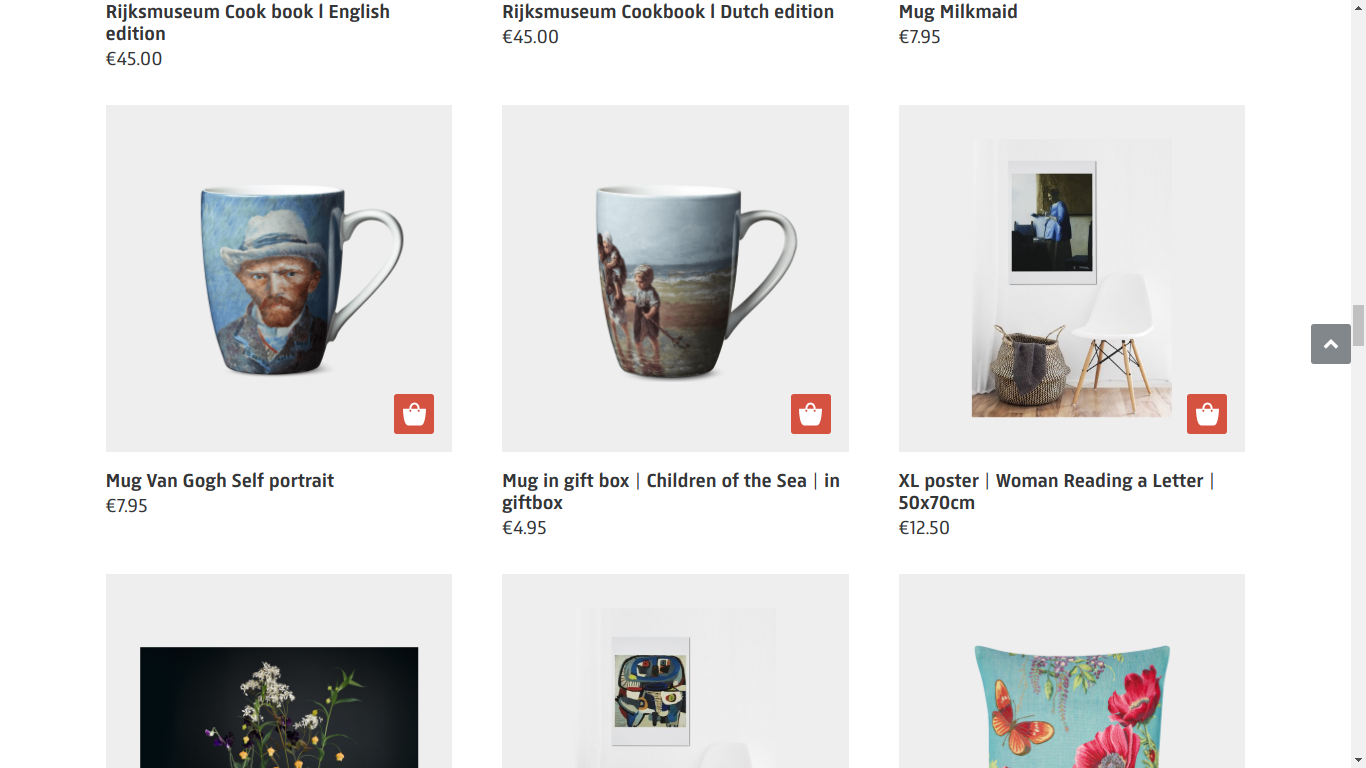 Rijksmuseum Cook book l English
edition
€45.00
Rijksmuseum Cookbook l Dutch edition
€45.00
Mug Milkmaid
€7.95
Mug Van Gogh Self portrait
€7.95
Mug in gift box | Children of the Sea | in
giftbox
€4.95
XL poster | Woman Reading a Letter |
50x70cm
€12.50